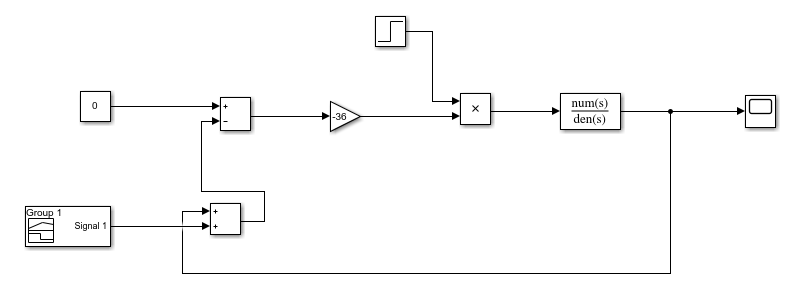 0
+
−
-36
×
num(s)
den(s)
Group 1
Signal 1
+
+